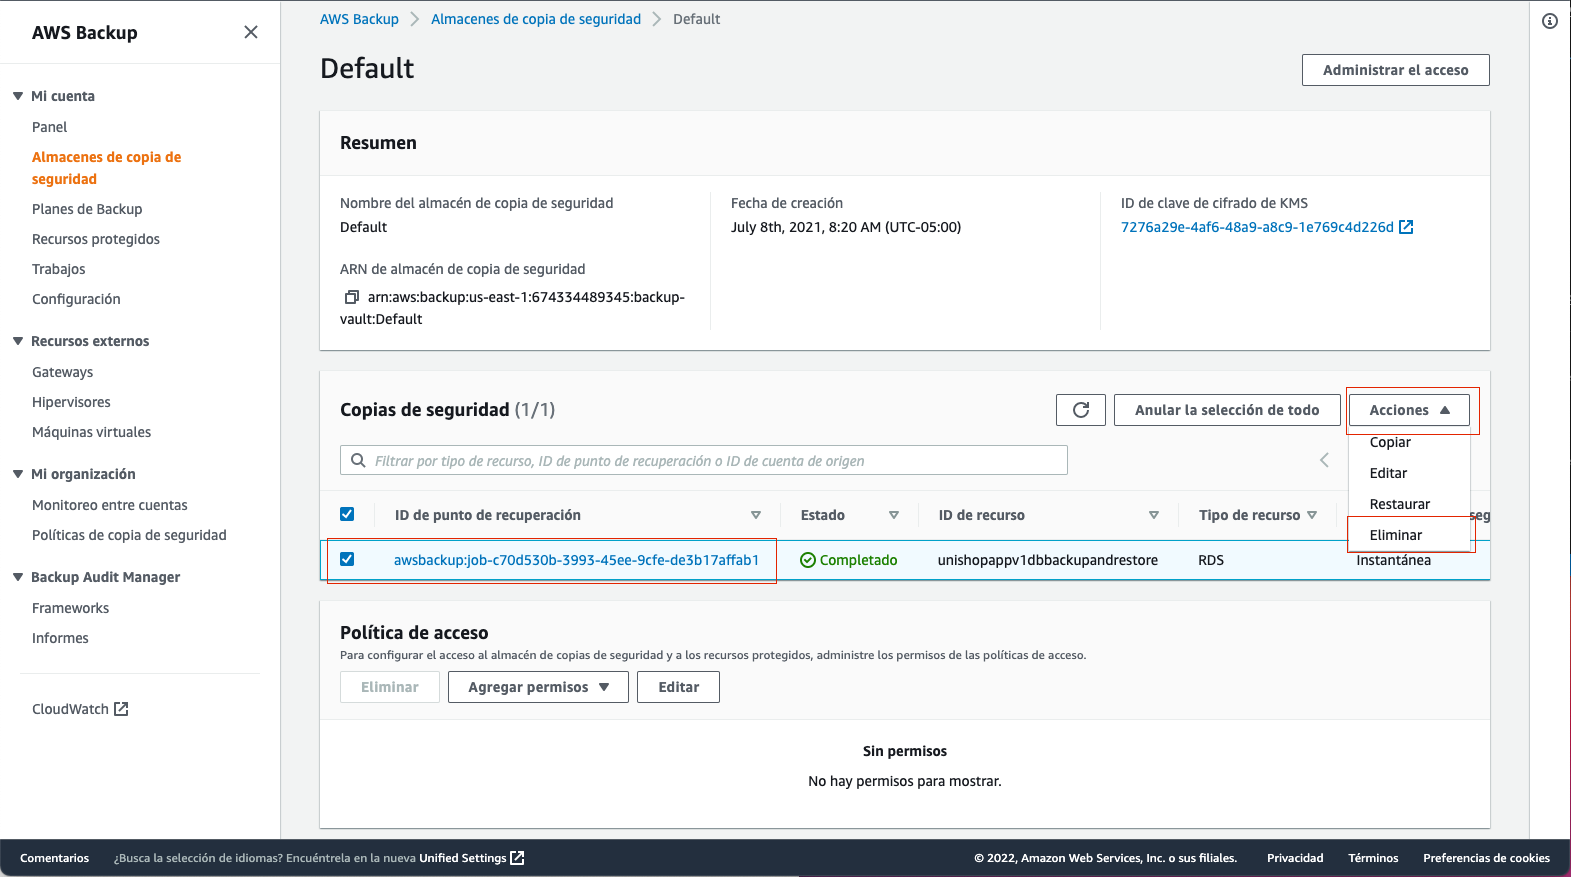 AWS Backup
Mi cuenta
Panel
Almacenes de copia de
seguridad
Planes de Backup
Recursos protegidos
Trabajos
Configuración
Recursos externos
Gateways
Hipervisores
Máquinas virtuales
Mi organización
Monitoreo entre cuentas
Políticas de copia de seguridad
Backup Audit Manager
Frameworks
Informes
CloudWatch
AWS Backup > Almacenes de copia de seguridad > Default
Default
Administrar el acceso
Resumen
Nombre del almacén de copia de seguridad
Default
ARN de almacén de copia de seguridad
arn:aws:backup:us-east-1:674334489345:backup-
vault:Default
Fecha de creación
July 8th, 2021, 8:20 AM (UTC-05:00)
ID de clave de cifrado de KMS
7276a29e-4af6-48a9-a8c9-1e769c4d226d
Copias de seguridad (1/1)
Anular la selección de todo
Acciones
Copiar
Editar
Restaurar
Eliminar
Filtrar por tipo de recurso, ID de punto de recuperación o ID de cuenta de origen
ID de punto de recuperación Estado ID de recurso Tipo de recurso seg
awsbackup:job-c70d530b-3993-45ee-9cfe-de3b17affab1 Completado unishopappv1dbbackupandrestore RDS Instantánea
Política de acceso
Para configurar el acceso al almacén de copias de seguridad y a los recursos protegidos, administre los permisos de las políticas de acceso.
Eliminar Agregar permisos Editar
Sin permisos
No hay permisos para mostrar.
Comentarios ¿Busca la selección de idiomas? Encuéntrela en la nueva Unified Settings © 2022, Amazon Web Services, Inc. o sus filiales. Privacidad Términos Preferencias de cookies